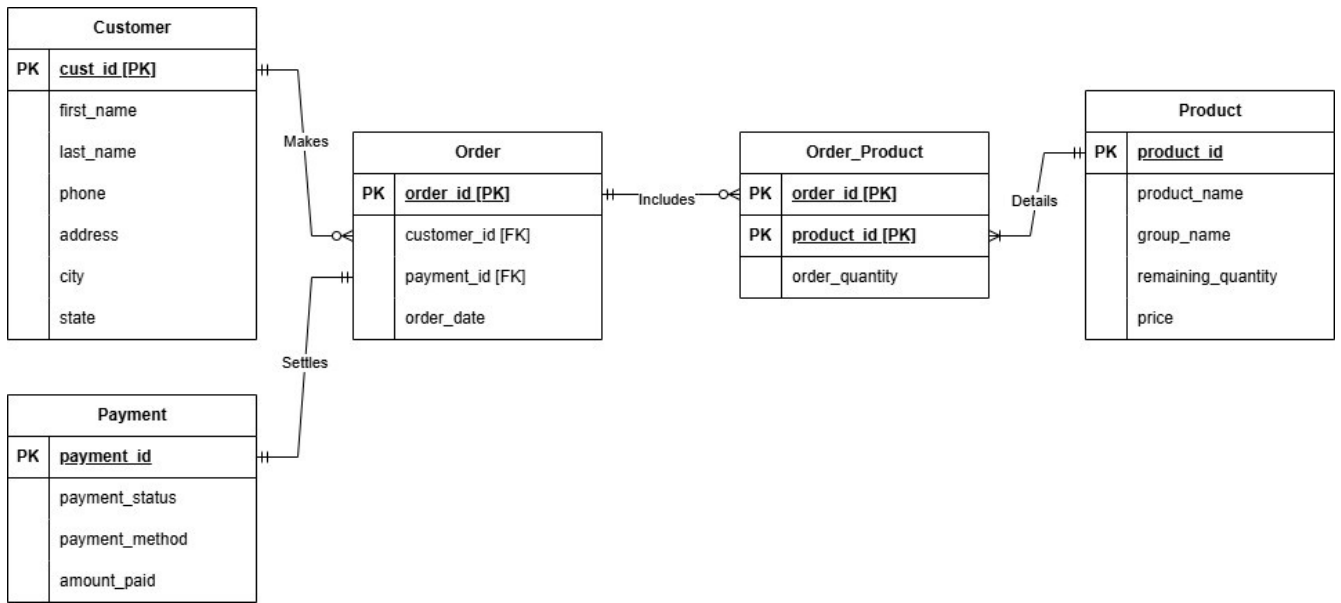 Customer
PK cust_id [PK]
first_name
last_name
phone
address
city
state
Makes
Order
PK order_id [PK]
customer_id [FK]
payment_id [FK]
order_date
Settles
Payment
PK payment_id
payment_status
payment_method
amount_paid
Includes
Order_Product
PK order_id [PK]
PK product_id [PK]
order_quantity
Details
Product
PK product_id
product_name
group_name
remaining_quantity
price